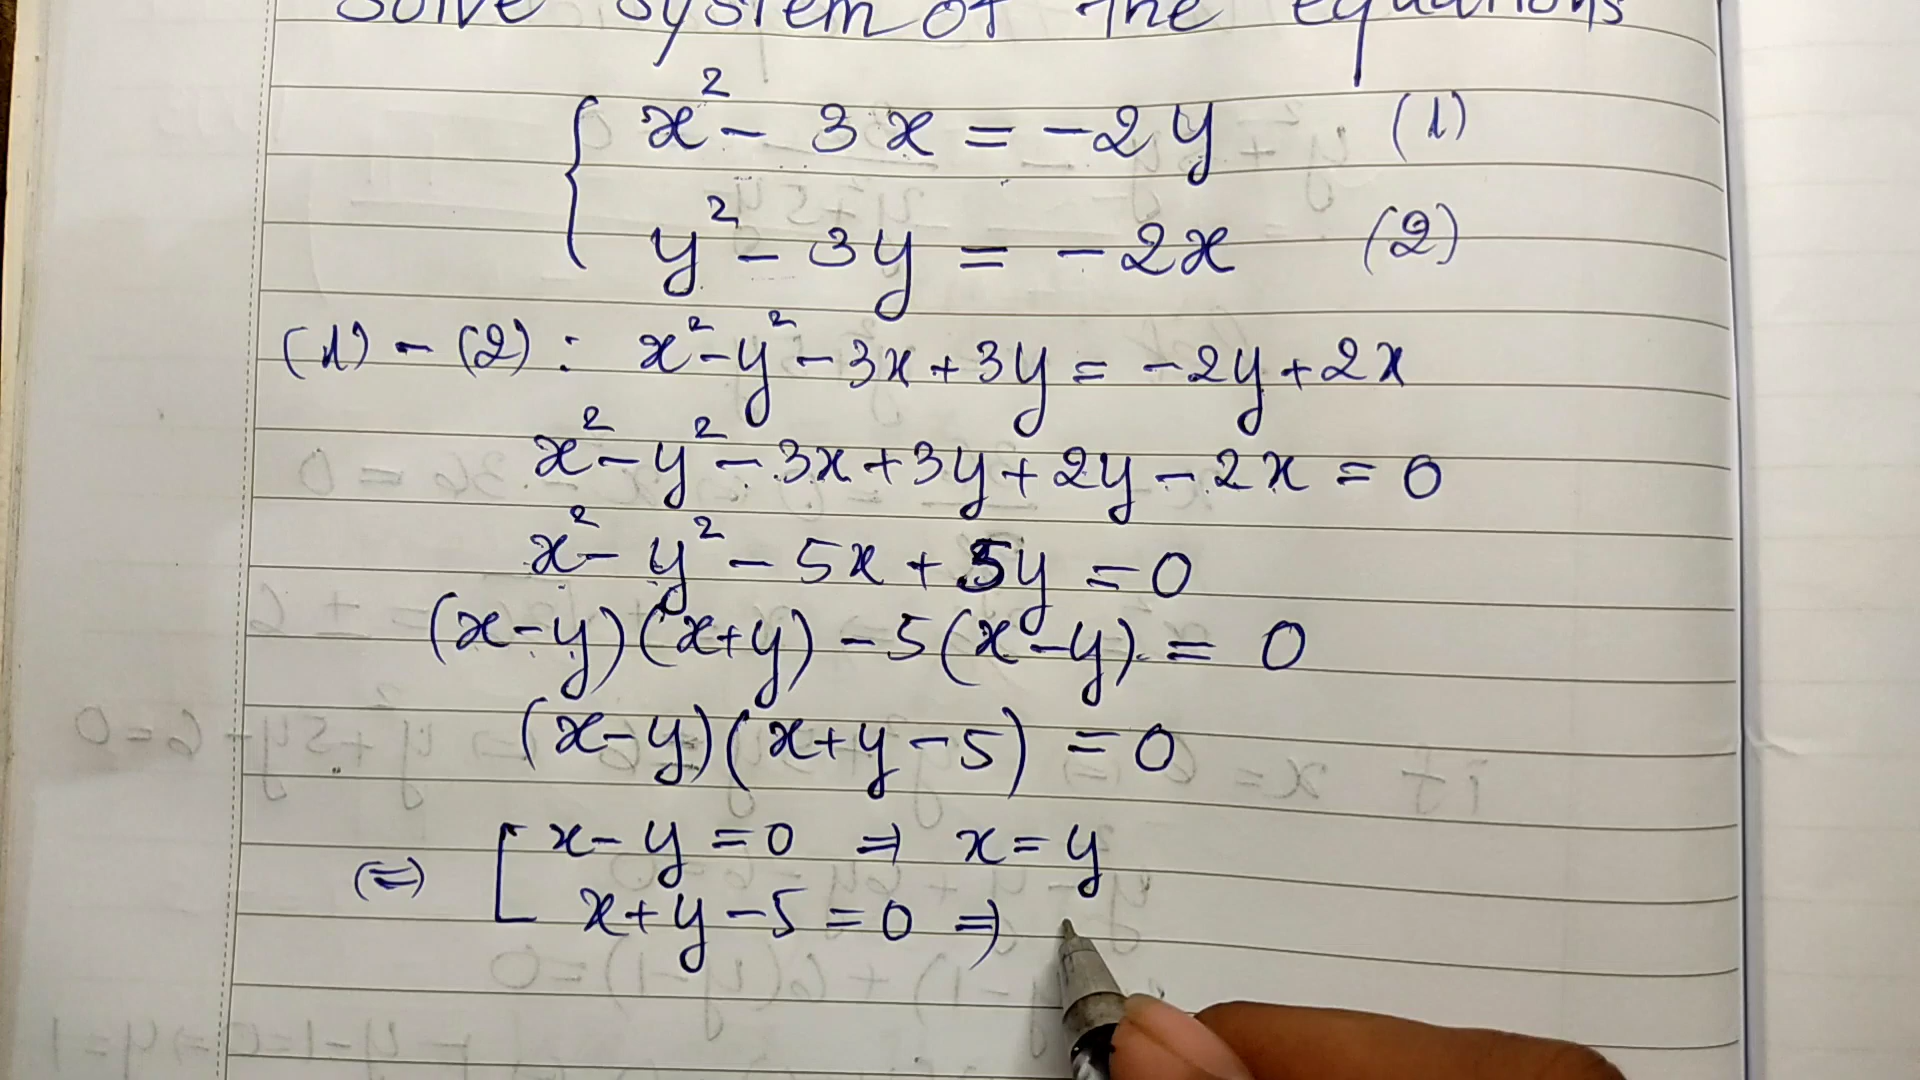 Solve system of the equations
x² - 3x = -2y (1)
y² - 3y = -2x (2)
(1) - (2) : x² - y² - 3x + 3y = -2y + 2x
x² - y² - 3x + 3y + 2y - 2x = 0
x² - y² - 5x + 5y = 0
(x-y)(x+y) - 5(x-y) = 0
(x-y)(x+y-5) = 0
(=) [ x - y = 0 => x = y
x + y - 5 = 0 =>